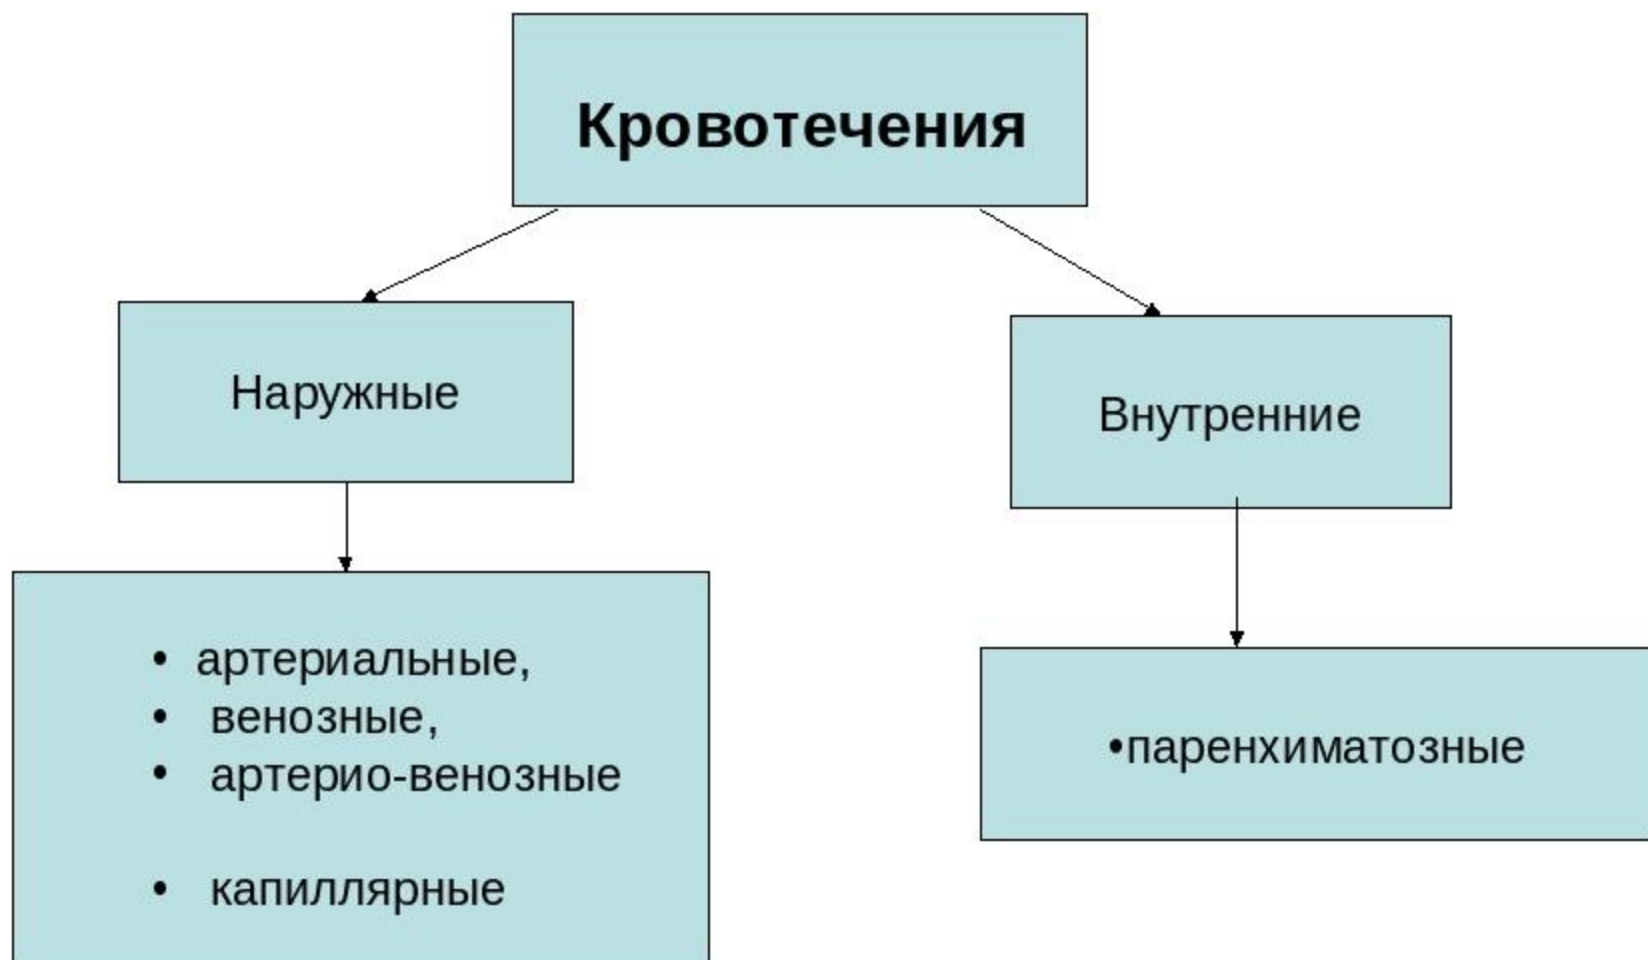 Кровотечения
Наружные
Внутренние
• артериальные,
• венозные,
• артерио-венозные
• капиллярные
•паренхиматозные